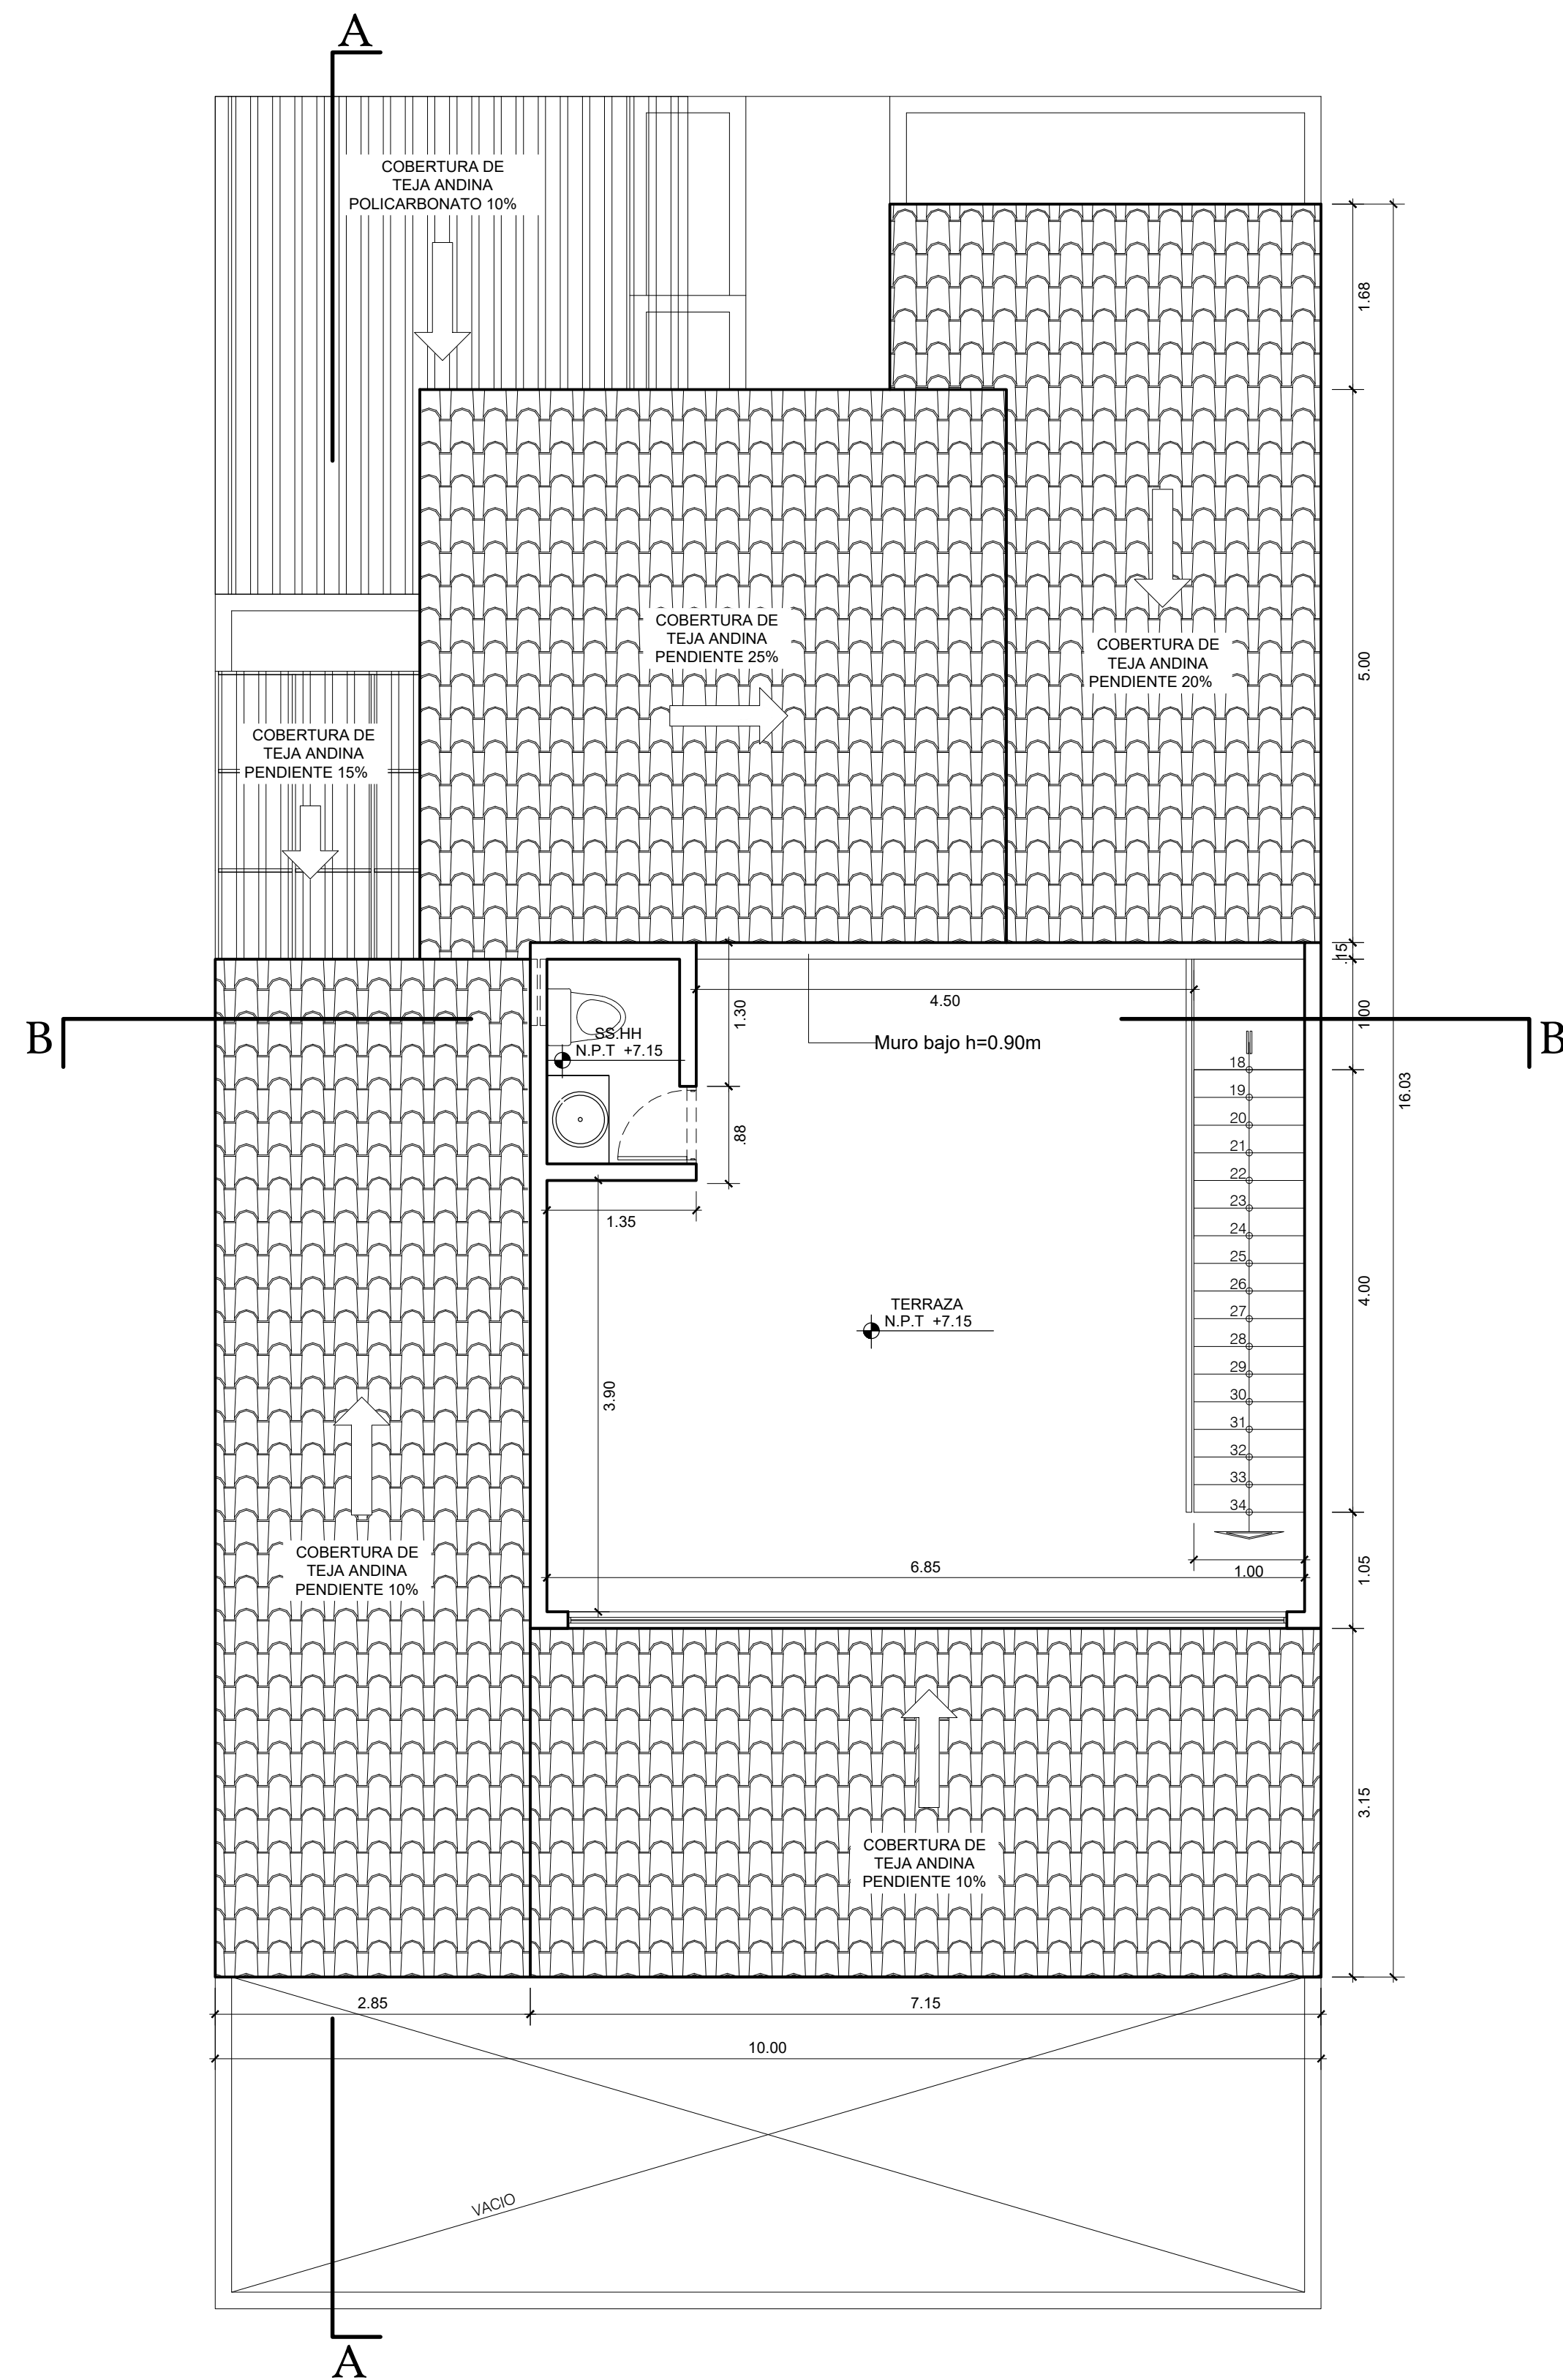 A
COBERTURA DE
TEJA ANDINA
POLICARBONATO 10%
1.68
COBERTURA DE
TEJA ANDINA
PENDIENTE 25%
COBERTURA DE
TEJA ANDINA
PENDIENTE 20%
5.00
COBERTURA DE
TEJA ANDINA
PENDIENTE 15%
.15
4.50
1.30
1.00
B
B
SS.HH
N.P.T +7.15
Muro bajo h=0.90m
18
19
20
21
22
23
24
25
26
27
28
29
30
31
32
33
34
16.03
.88
1.35
TERRAZA
N.P.T +7.15
4.00
3.90
6.85
1.00
1.05
COBERTURA DE
TEJA ANDINA
PENDIENTE 10%
3.15
COBERTURA DE
TEJA ANDINA
PENDIENTE 10%
2.85
7.15
10.00
VACIO
A